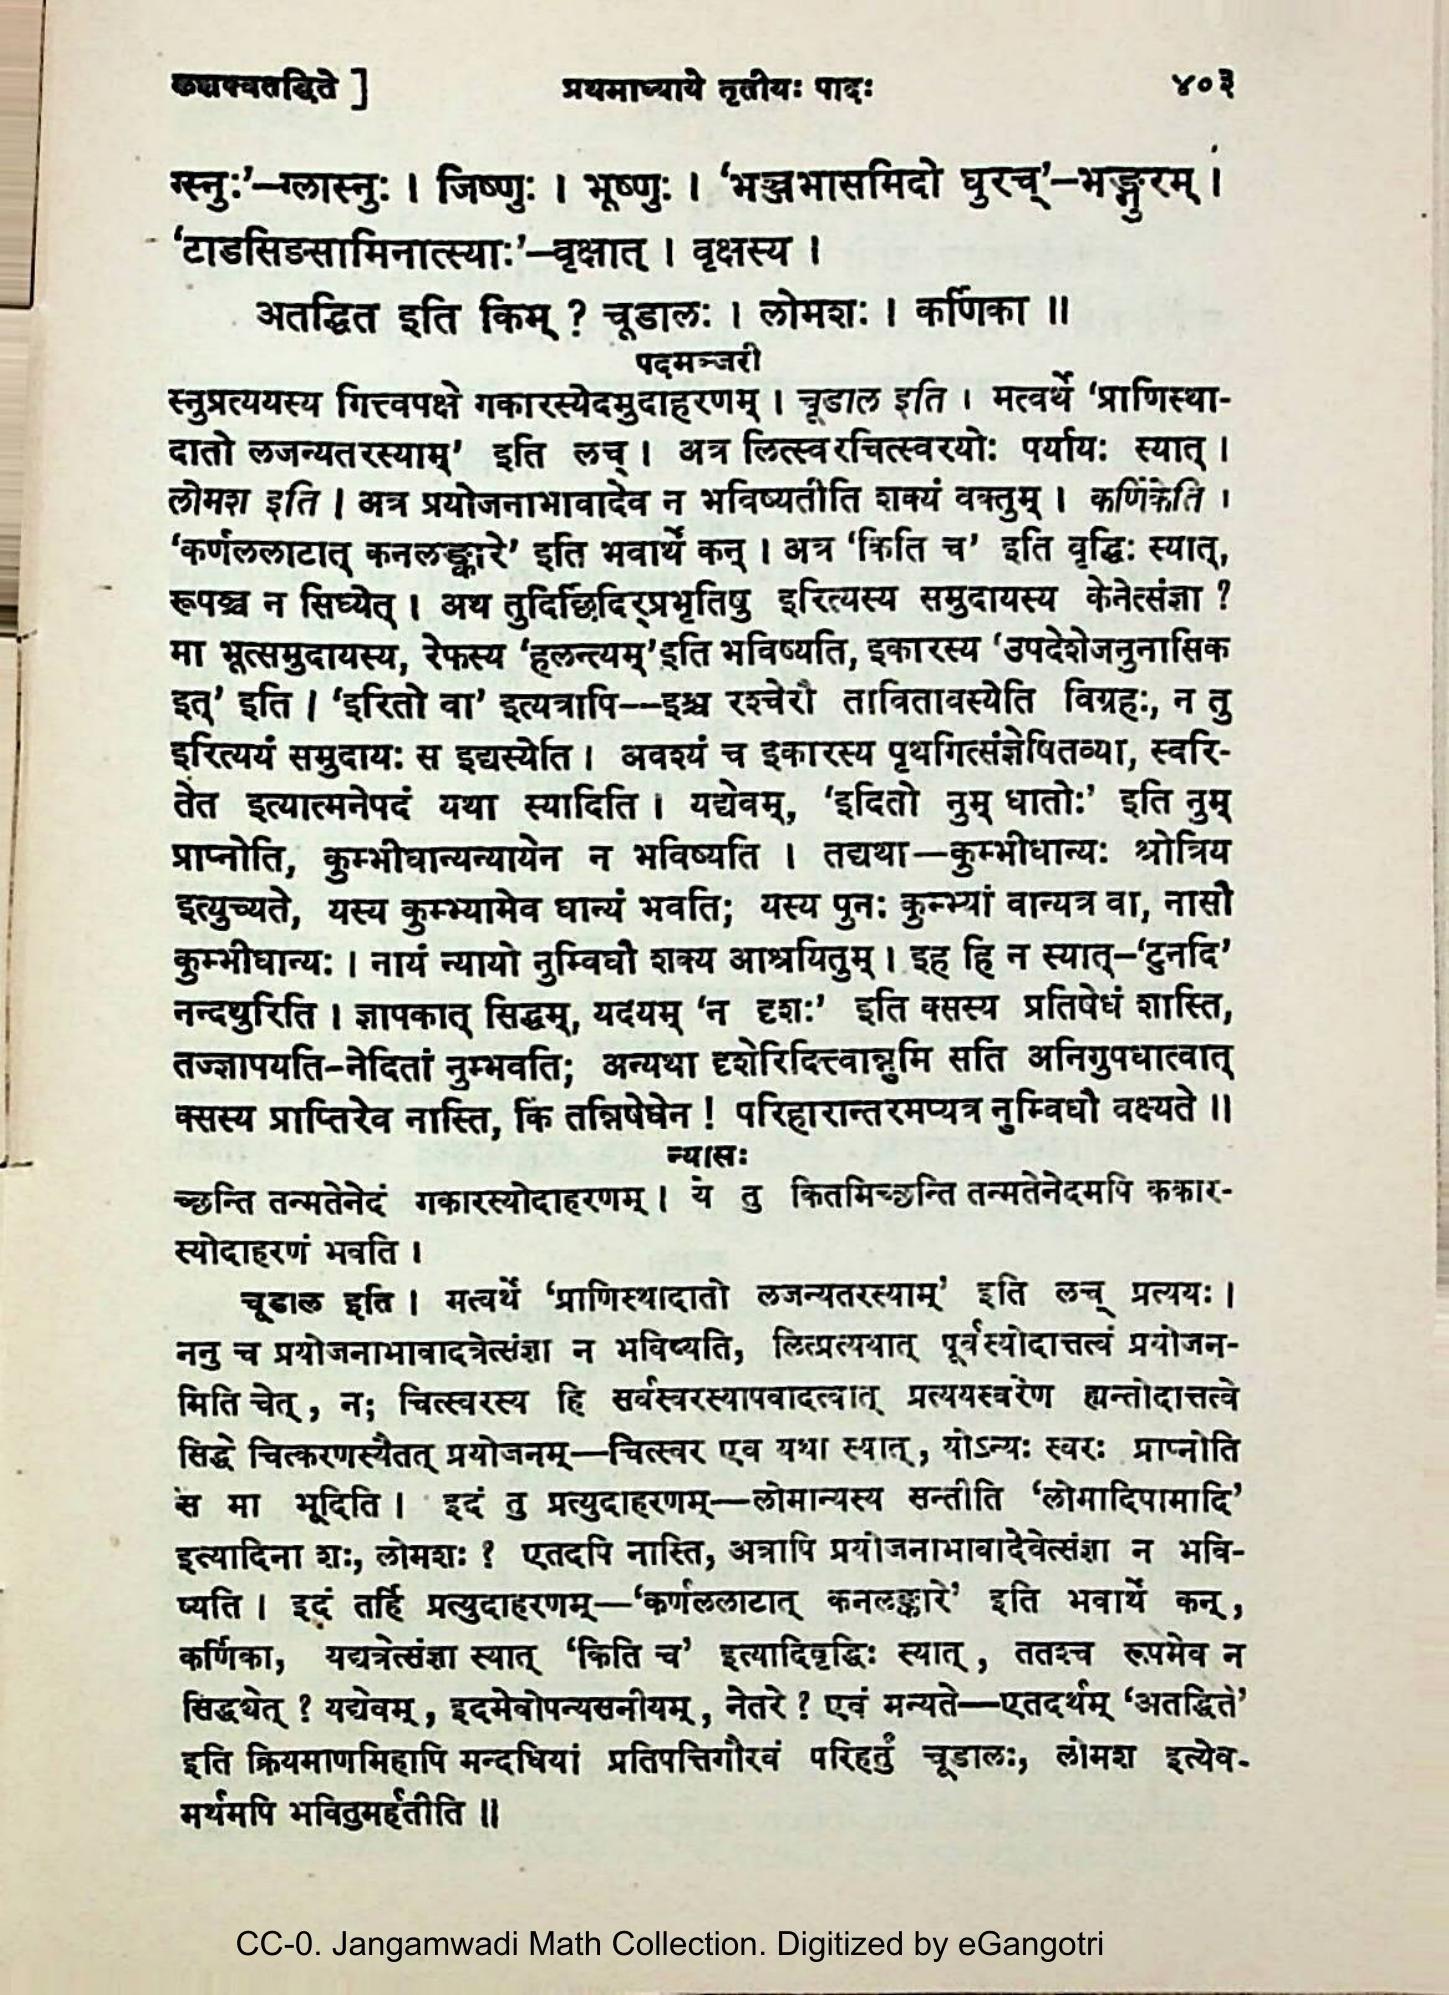 लशक्वतद्धिते ] प्रथमाध्याये तृतीयः पादः ४०३
ग्स्नुः’—ग्लास्नुः । जिष्णुः । भूष्णुः । ‘भञ्जभासमिदो घुरच्’—भङ्गुरम् ।
‘टाङसिङसामिनात्स्याः’—वृक्षात् । वृक्षस्य ।
अतद्धित इति किम् ? चूडालः । लोमशः । कर्णिका ॥
पदमञ्जरी
स्नुप्रत्ययस्य गित्त्वपक्षे गकारस्येदमुदाहरणम् । चूडाल इति । मत्वर्थे ‘प्राणिस्था-
दातो लजन्यतरस्याम्’ इति लच् । अत्र लित्स्वरचित्स्वरयोः पर्यायः स्यात् ।
लोमश इति । अत्र प्रयोजनाभावादेव न भविष्यतीति शक्यं वक्तुम् । कर्णिकेति ।
‘कर्णललाटात् कनलङ्कारे’ इति भवार्थे कन् । अत्र ‘किति च’ इति वृद्धिः स्यात्,
रूपञ्च न सिध्येत् । अथ तुदिर्छिदिर्प्रभृतिषु इरित्यस्य समुदायस्य केनेत्संज्ञा ?
मा भूत्समुदायस्य, रेफस्य ‘हलन्त्यम्’ इति भविष्यति, इकारस्य ‘उपदेशेजनुनासिक
इत्’ इति । ‘इरितो वा’ इत्यत्रापि—इश्च रश्चेरौ तावितावस्येति विग्रहः, न तु
इरित्ययं समुदायः स इद्यस्येति । अवश्यं च इकारस्य पृथगित्संज्ञेषितव्या, स्वरि-
तेत इत्यात्मनेपदं यथा स्यादिति । यद्येवम्, ‘इदितो नुम् धातोः’ इति नुम्
प्राप्नोति, कुम्भीधान्यन्यायेन न भविष्यति । तद्यथा—कुम्भीधान्यः श्रोत्रिय
इत्युच्यते, यस्य कुम्भ्यामेव धान्यं भवति; यस्य पुनः कुम्भ्यां वान्यत्र वा, नासौ
कुम्भीधान्यः । नायं न्यायो नुम्विधौ शक्य आश्रयितुम् । इह हि न स्यात्–‘टुनदि’
नन्दथुरिति । ज्ञापकात् सिद्धम्, यदयम् ‘न दृशः’ इति क्सस्य प्रतिषेधं शास्ति,
तज्ज्ञापयति–नेदितां नुम्भवति; अन्यथा दृशेरिदित्त्वान्नुमि सति अनिगुपधात्वात्
क्सस्य प्राप्तिरेव नास्ति, किं तन्निषेधेन ! परिहारान्तरमप्यत्र नुम्विधौ वक्ष्यते ॥
न्यासः
च्छन्ति तन्मतेनेदं गकारस्योदाहरणम् । ये तु कितमिच्छन्ति तन्मतेनेदमपि ककार-
स्योदाहरणं भवति ।
चूडाल इति । मत्वर्थे ‘प्राणिस्थादातो लजन्यतरस्याम्’ इति लच् प्रत्ययः ।
ननु च प्रयोजनाभावादत्रेत्संज्ञा न भविष्यति, लित्प्रत्ययात् पूर्वस्योदात्तत्वं प्रयोजन-
मिति चेत्, न; चित्स्वरस्य हि सर्वस्वरस्यापवादत्वात् प्रत्ययस्वरेण ह्यन्तोदात्तत्वे
सिद्धे चित्करणस्यैतत् प्रयोजनम्—चित्स्वर एव यथा स्यात्, योऽन्यः स्वरः प्राप्नोति
स मा भूदिति । इदं तु प्रत्युदाहरणम्—लोमान्यस्य सन्तीति ‘लोमादिपामादि’
इत्यादिना शः, लोमशः ? एतदपि नास्ति, अत्रापि प्रयोजनाभावादेवेत्संज्ञा न भवि-
ष्यति । इदं तर्हि प्रत्युदाहरणम्—‘कर्णललाटात् कनलङ्कारे’ इति भवार्थे कन्,
कर्णिका, यद्यत्रेत्संज्ञा स्यात् ‘किति च’ इत्यादिवृद्धिः स्यात्, ततश्च रूपमेव न
सिद्धयेत् ? यद्येवम्, इदमेवोपन्यसनीयम्, नेतरे ? एवं मन्यते—एतदर्थम् ‘अतद्धिते’
इति क्रियमाणमिहापि मन्दधियां प्रतिपत्तिगौरवं परिहर्तुं चूडालः, लोमश इत्येव-
मर्थमपि भवितुमर्हतीति ॥
CC-0. Jangamwadi Math Collection. Digitized by eGangotri